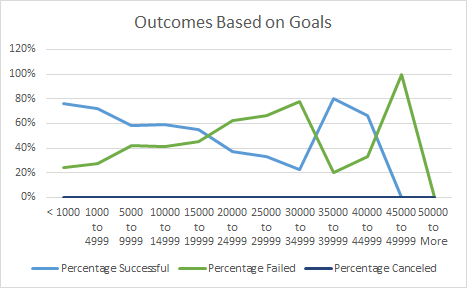 Outcomes Based on Goals
120%
100%
80%
60%
40%
20%
0%
< 1000
1000 to 4999
5000 to 9999
10000 to 14999
15000 to 19999
20000 to 24999
25000 to 29999
30000 to 34999
35000 to 39999
40000 to 44999
45000 to 49999
50000 to More
Percentage Successful
Percentage Failed
Percentage Canceled